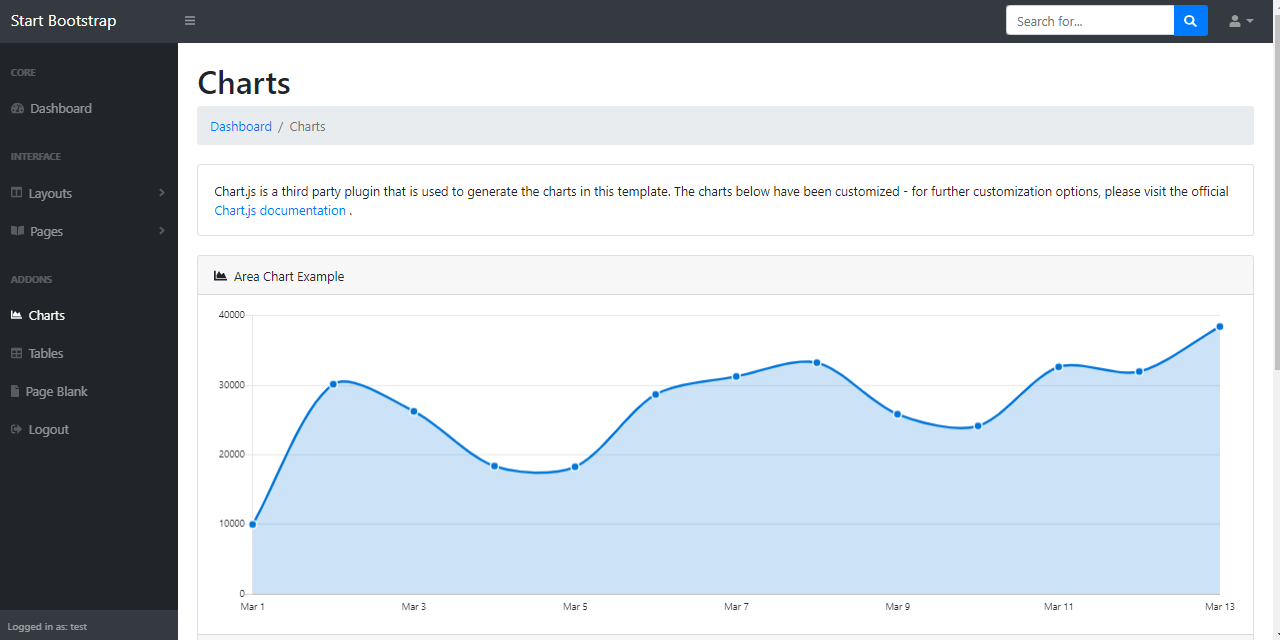 Start Bootstrap
Search for...
CORE
Dashboard
INTERFACE
Layouts
Pages
ADDONS
Charts
Tables
Page Blank
Logout
Logged in as: test
Charts
Dashboard / Charts
Chart.js is a third party plugin that is used to generate the charts in this template. The charts below have been customized - for further customization options, please visit the official
Chart.js documentation .
Area Chart Example
40000
30000
20000
10000
0
Mar 1 Mar 3 Mar 5 Mar 7 Mar 9 Mar 11 Mar 13